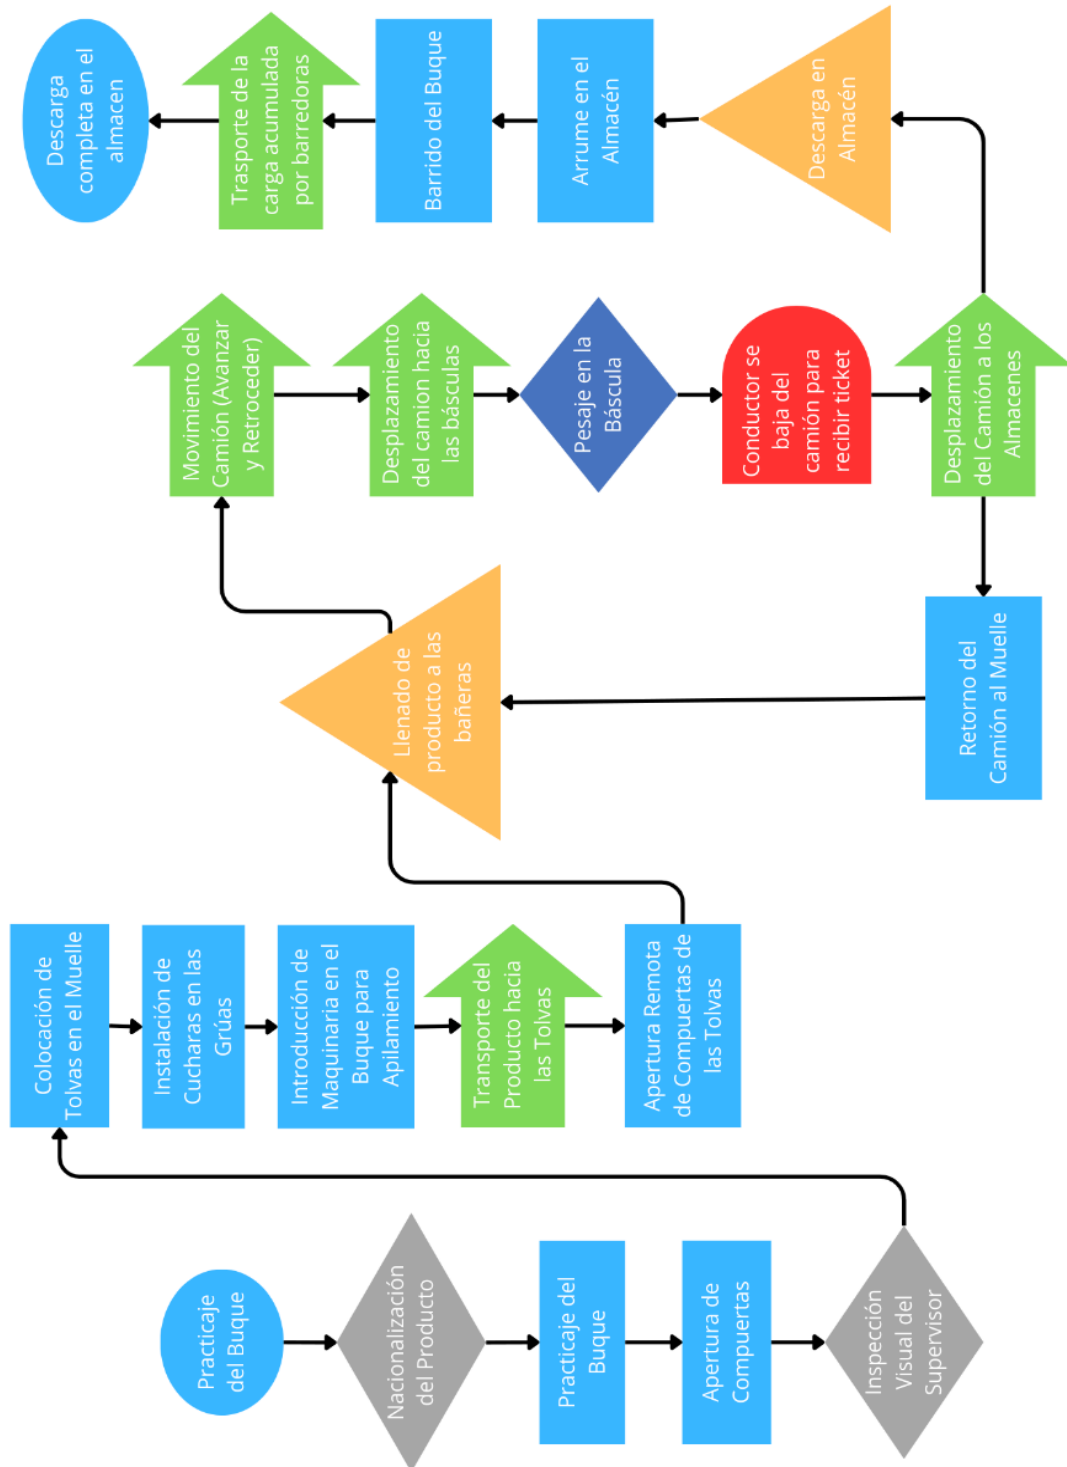 Practicaje
del Buque
Nacionalización
del Producto
Practicaje del
Buque
Apertura de
Compuertas
Inspección
Visual del
Supervisor
Colocación de
Tolvas en el Muelle
Instalación de
Cucharas en las
Grúas
Introducción de
Maquinaria en el
Buque para
Apilamiento
Transporte del
Producto hacia
las Tolvas
Apertura Remota
de Compuertas de
las Tolvas
Llenado de
producto a las
bañeras
Movimiento del
Camión (Avanzar
y Retroceder)
Desplazamiento
del camion hacia
las básculas
Pesaje en la
Báscula
Conductor se
baja del
camión para
recibir ticket
Desplazamiento
del Camión a los
Almacenes
Retorno del
Camión al Muelle
Descarga en
Almacén
Arrume en el
Almacén
Barrido del Buque
Trasporte de la
carga acumulada
por barredoras
Descarga
completa en el
almacen